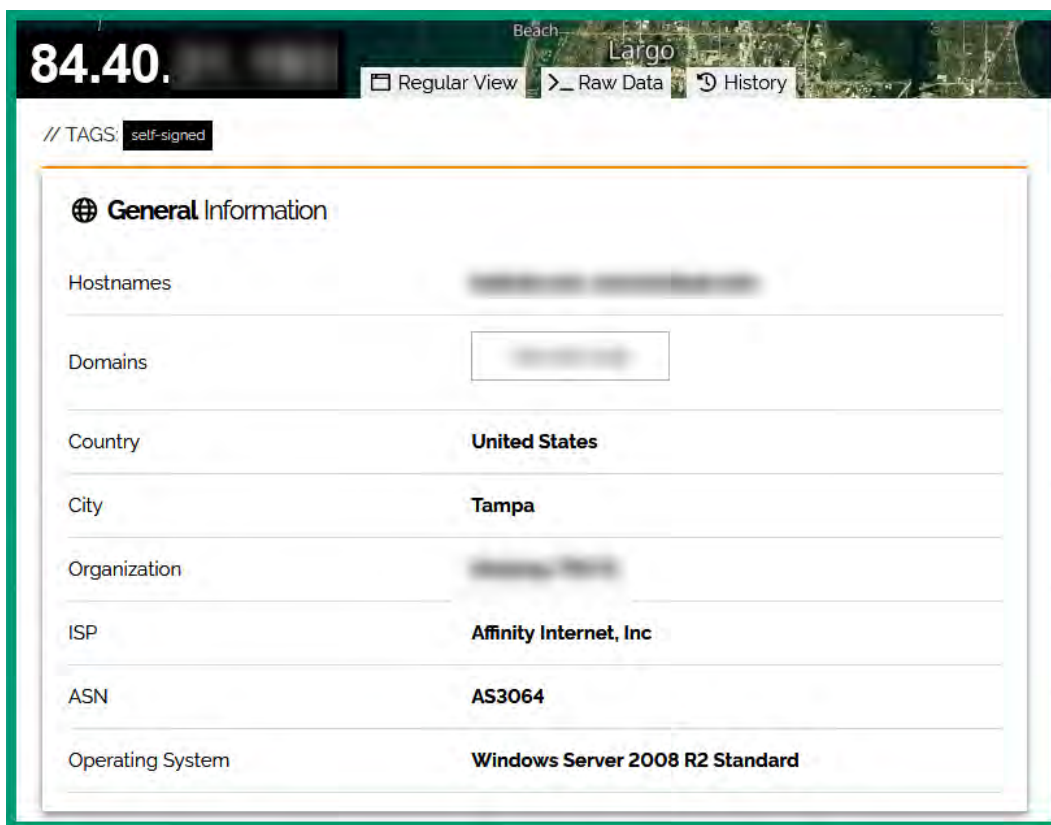 Beach
Largo
84.40.
Regular View
>_ Raw Data
History
// TAGS: self-signed
General Information
Hostnames
Domains
Country United States
City Tampa
Organization
ISP Affinity Internet, Inc
ASN AS3064
Operating System Windows Server 2008 R2 Standard